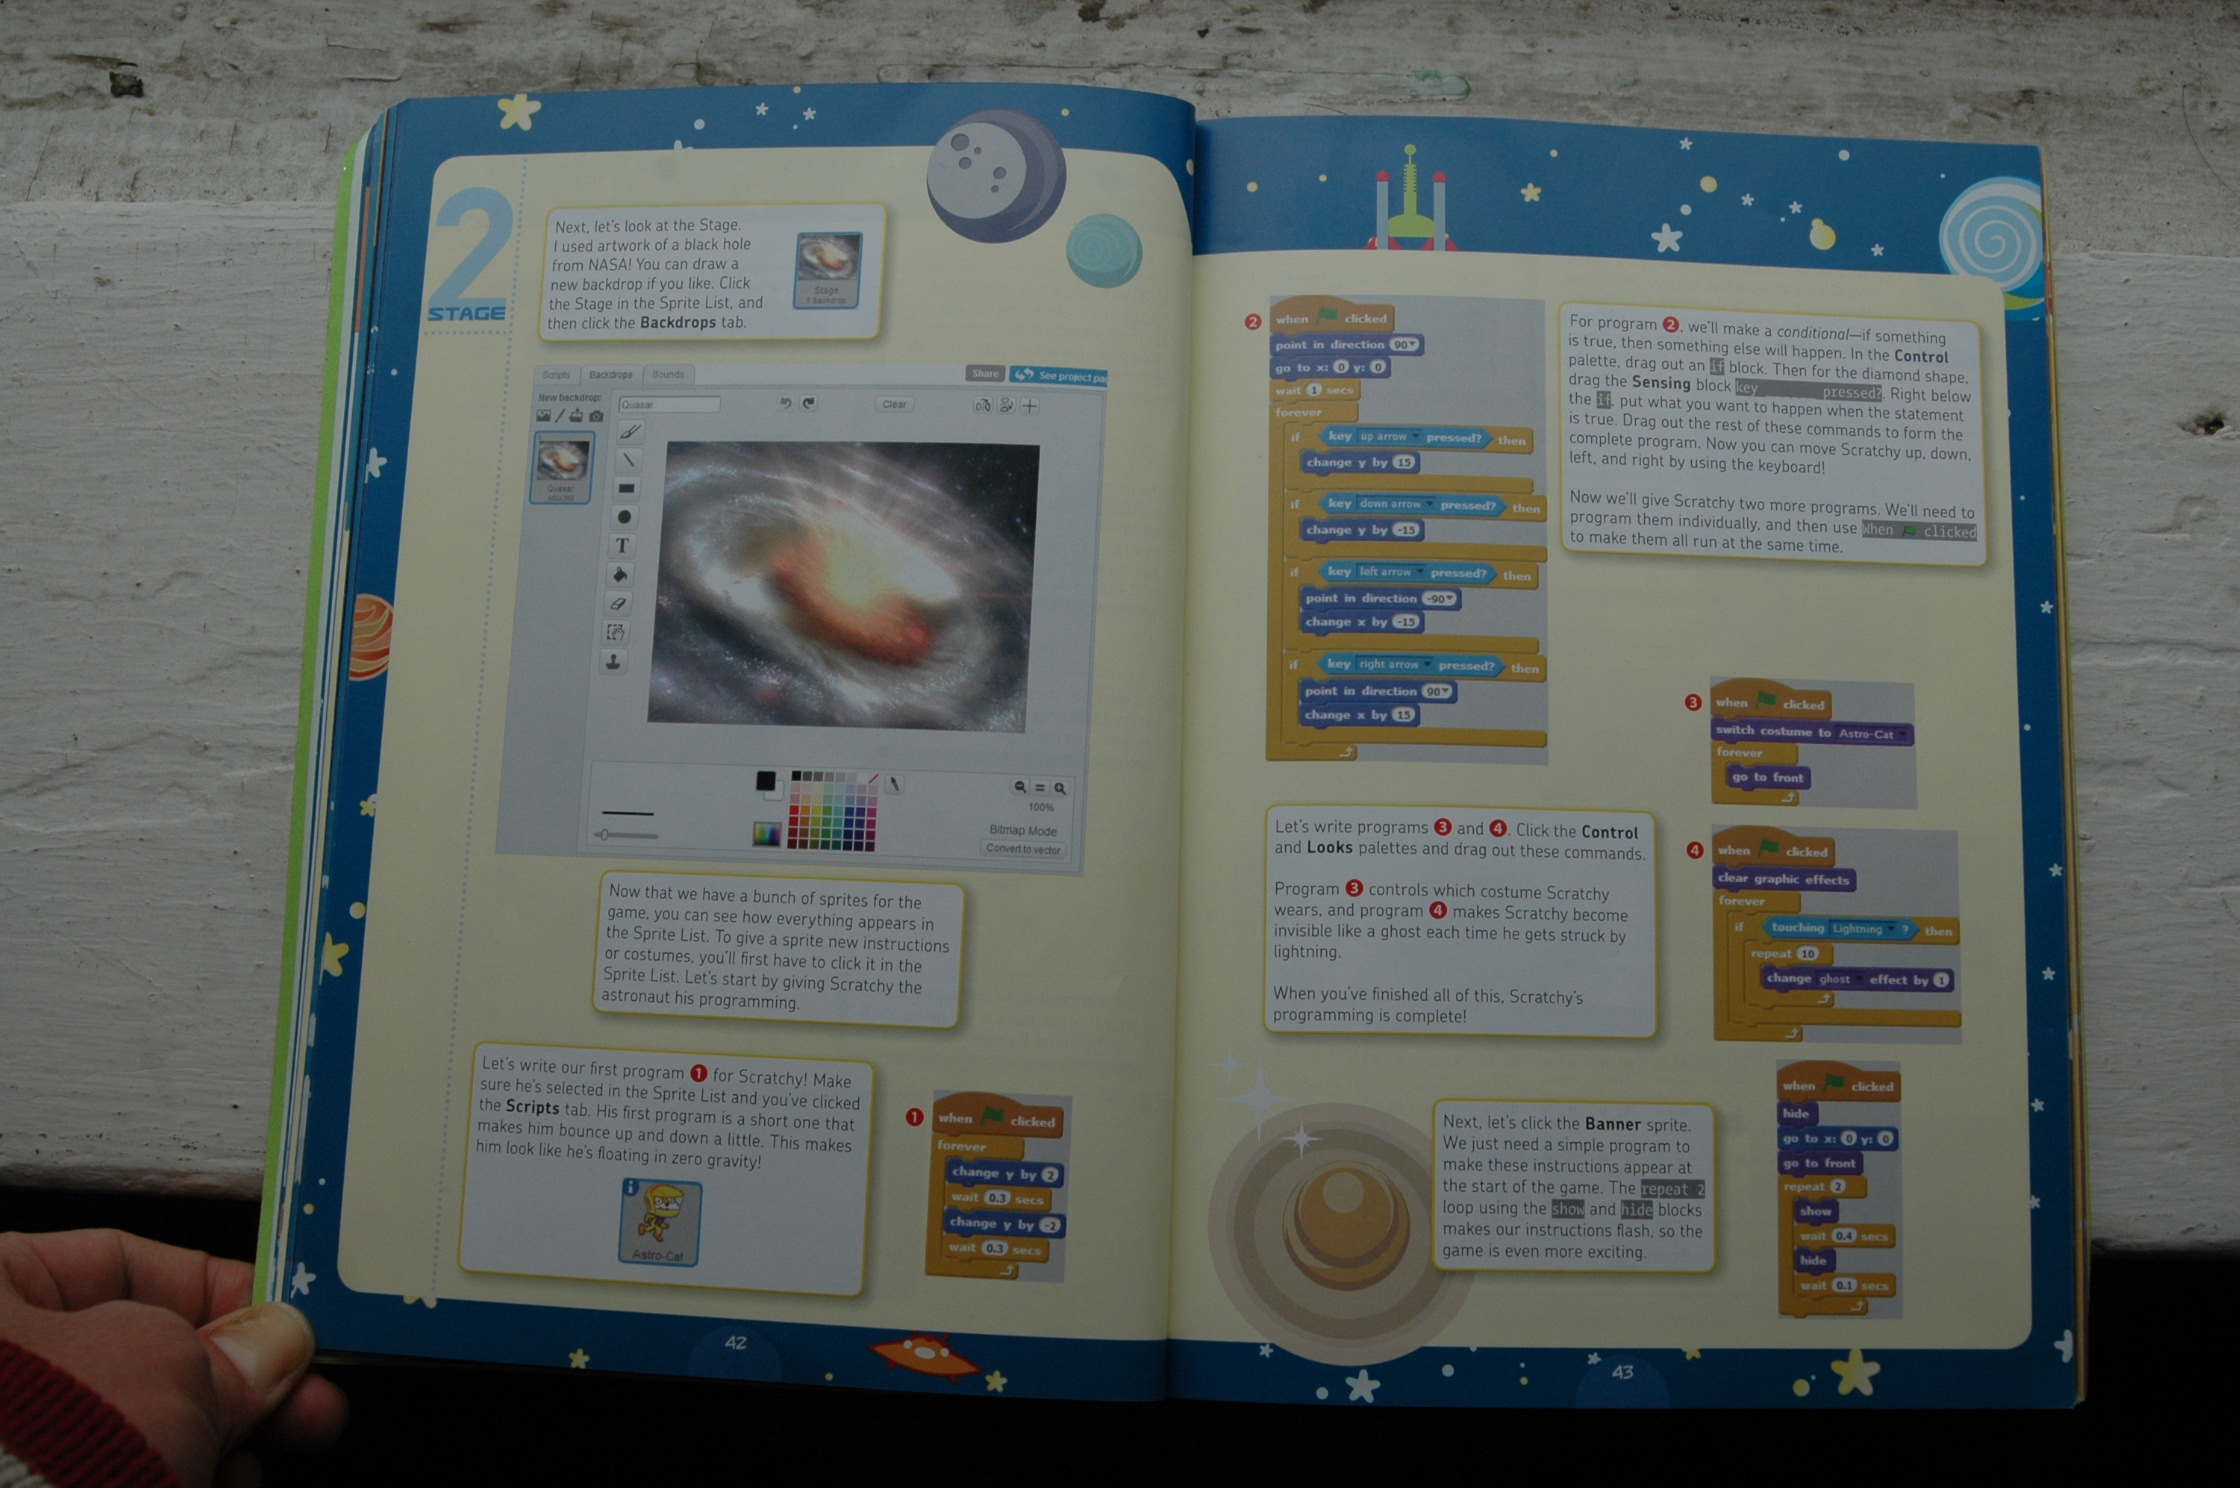 2
STAGE
Next, let's look at the Stage.
I used artwork of a black hole
from NASA! You can draw a
new backdrop if you like. Click
the Stage in the Sprite List, and
then click the Backdrops tab.
Stage
1 backdrop
Scripts Backdrops Sounds
Share
See project pa
New backdrop:
Quasar
Clear
1
Quasar
T
100%
Bitmap Mode
Convert to vector
Now that we have a bunch of sprites for the
game, you can see how everything appears in
the Sprite List. To give a sprite new instructions
or costumes, you'll first have to click it in the
Sprite List. Let's start by giving Scratchy the
astronaut his programming.
Let's write our first program 1 for Scratchy! Make
sure he's selected in the Sprite List and you've clicked
the Scripts tab. His first program is a short one that
makes him bounce up and down a little. This makes
him look like he's floating in zero gravity!
i
Astro-Cat
1
when clicked
forever
change y by 2
wait 0.3 secs
change y by -2
wait 0.3 secs
42
2
when clicked
point in direction 90
go to x: 0 y: 0
wait 1 secs
forever
if key up arrow pressed? then
change y by 15
if key down arrow pressed? then
change y by -15
if key left arrow pressed? then
point in direction -90
change x by -15
if key right arrow pressed? then
point in direction 90
change x by 15
For program 2, we'll make a conditional—if something
is true, then something else will happen. In the Control
palette, drag out an if block. Then for the diamond shape,
drag the Sensing block key pressed?. Right below
the if, put what you want to happen when the statement
is true. Drag out the rest of these commands to form the
complete program. Now you can move Scratchy up, down,
left, and right by using the keyboard!
Now we'll give Scratchy two more programs. We'll need to
program them individually, and then use When clicked
to make them all run at the same time.
3
when clicked
switch costume to Astro-Cat
forever
go to front
Let's write programs 3 and 4. Click the Control
and Looks palettes and drag out these commands.
Program 3 controls which costume Scratchy
wears, and program 4 makes Scratchy become
invisible like a ghost each time he gets struck by
lightning.
When you've finished all of this, Scratchy's
programming is complete!
4
when clicked
clear graphic effects
forever
if touching Lightning ? then
repeat 10
change ghost effect by 1
Next, let's click the Banner sprite.
We just need a simple program to
make these instructions appear at
the start of the game. The repeat 2
loop using the show and hide blocks
makes our instructions flash, so the
game is even more exciting.
when clicked
hide
go to x: 0 y: 0
go to front
repeat 2
show
wait 0.4 secs
hide
wait 0.1 secs
43